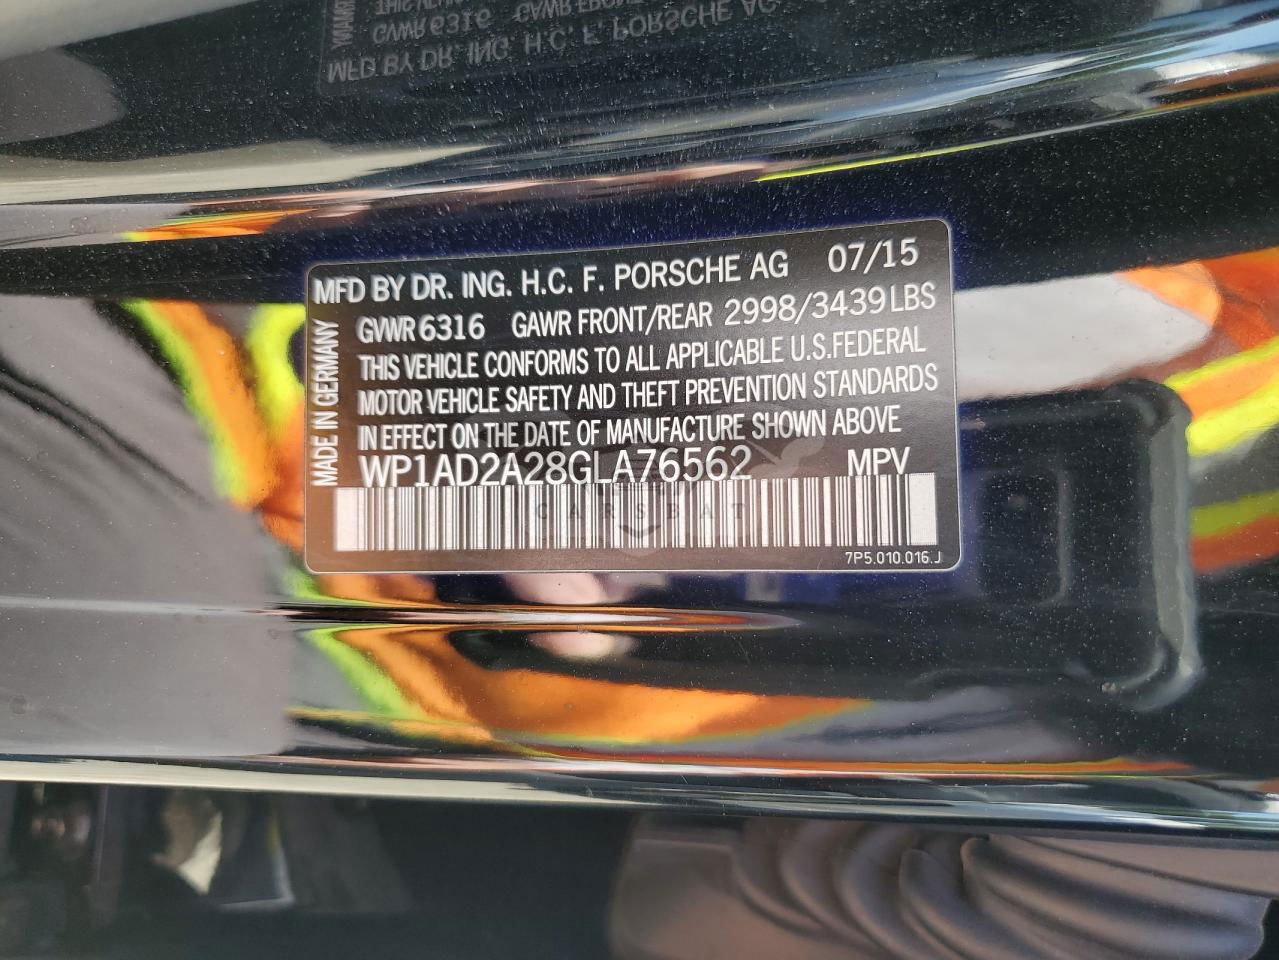 MFD BY DR. ING. H.C. F. PORSCHE AG 07/15
GVWR 6316 GAWR FRONT/REAR 2998/3439 LBS
THIS VEHICLE CONFORMS TO ALL APPLICABLE U.S.FEDERAL
MOTOR VEHICLE SAFETY AND THEFT PREVENTION STANDARDS
IN EFFECT ON THE DATE OF MANUFACTURE SHOWN ABOVE
WP1AD2A28GLA76562 MPV
7P5.010.016.J
MADE IN GERMANY
CARSBAT